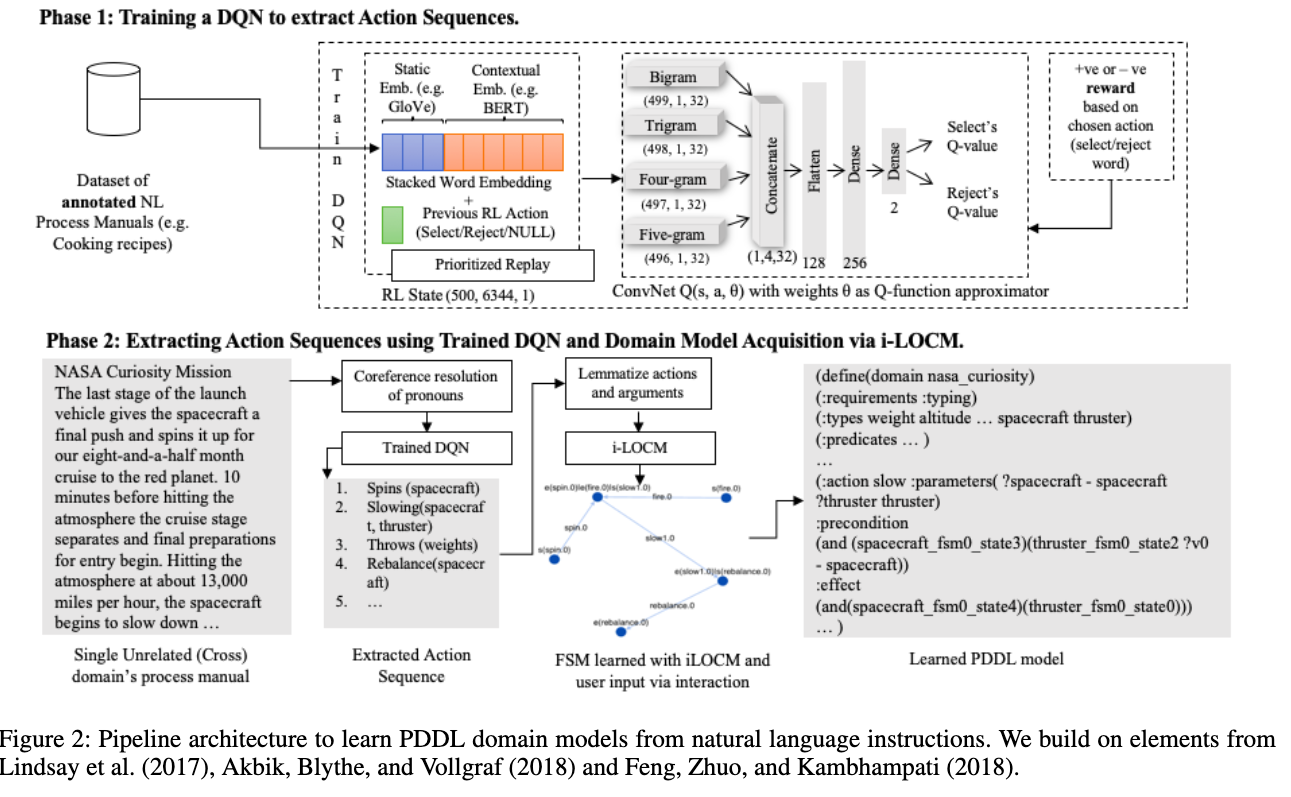 Phase 1: Training a DQN to extract Action Sequences.
Dataset of
annotated NL
Process Manuals (e.g.
Cooking recipes)
Train DQN
Static
Emb. (e.g.
GloVe)
Contextual
Emb. (e.g.
BERT)
Stacked Word Embedding
+
Previous RL Action
(Select/Reject/NULL)
Prioritized Replay
RL State (500, 6344, 1)
Bigram
(499, 1, 32)
Trigram
(498, 1, 32)
Four-gram
(497, 1, 32)
Five-gram
(496, 1, 32)
Concatenate
(1,4,32)
Flatten
128
Dense
256
Dense
2
Select's
Q-value
Reject's
Q-value
ConvNet Q(s, a, θ) with weights θ as Q-function approximator
+ve or – ve
reward
based on
chosen action
(select/reject
word)
Phase 2: Extracting Action Sequences using Trained DQN and Domain Model Acquisition via i-LOCM.
NASA Curiosity Mission
The last stage of the launch
vehicle gives the spacecraft a
final push and spins it up for
our eight-and-a-half month
cruise to the red planet. 10
minutes before hitting the
atmosphere the cruise stage
separates and final preparations
for entry begin. Hitting the
atmosphere at about 13,000
miles per hour, the spacecraft
begins to slow down …
Single Unrelated (Cross)
domain's process manual
Coreference resolution
of pronouns
Trained DQN
1. Spins (spacecraft)
2. Slowing(spacecraf
t, thruster)
3. Throws (weights)
4. Rebalance(spacecr
aft)
5. …
Extracted Action
Sequence
Lemmatize actions
and arguments
i-LOCM
e(spin.0)|e(fire.0)|s(slow1.0)
fire.0
s(fire.0)
spin.0
s(spin.0)
slow1.0
e(slow1.0)|s(rebalance.0)
rebalance.0
e(rebalance.0)
FSM learned with iLOCM and
user input via interaction
(define(domain nasa_curiosity)
(:requirements :typing)
(:types weight altitude … spacecraft thruster)
(:predicates … )
…
(:action slow :parameters( ?spacecraft - spacecraft
?thruster thruster)
:precondition
(and (spacecraft_fsm0_state3)(thruster_fsm0_state2 ?v0
- spacecraft))
:effect
(and(spacecraft_fsm0_state4)(thruster_fsm0_state0)))
… )
Learned PDDL model
Figure 2: Pipeline architecture to learn PDDL domain models from natural language instructions. We build on elements from
Lindsay et al. (2017), Akbik, Blythe, and Vollgraf (2018) and Feng, Zhuo, and Kambhampati (2018).